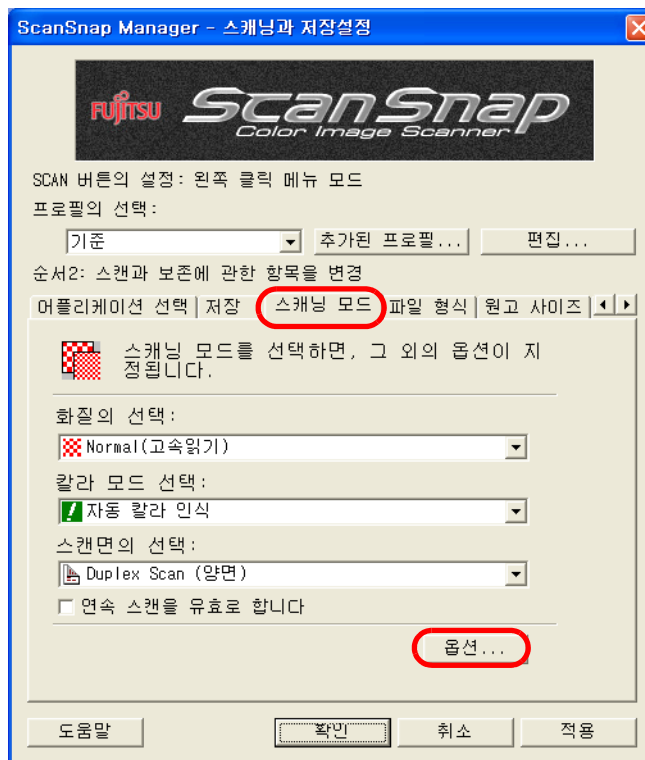 ScanSnap Manager - 스캐닝과 저장설정
FUJITSU ScanSnap
Color Image Scanner
SCAN 버튼의 설정: 왼쪽 클릭 메뉴 모드
프로필의 선택:
기준 추가된 프로필... 편집...
순서2: 스캔과 보존에 관한 항목을 변경
어플리케이션 선택 저장 스캐닝 모드 파일 형식 원고 사이즈
스캐닝 모드를 선택하면, 그 외의 옵션이 지
정됩니다.
화질의 선택:
Normal(고속읽기)
칼라 모드 선택:
자동 칼라 인식
스캔면의 선택:
Duplex Scan (양면)
연속 스캔을 유효로 합니다
옵션...
도움말 확인 취소 적용